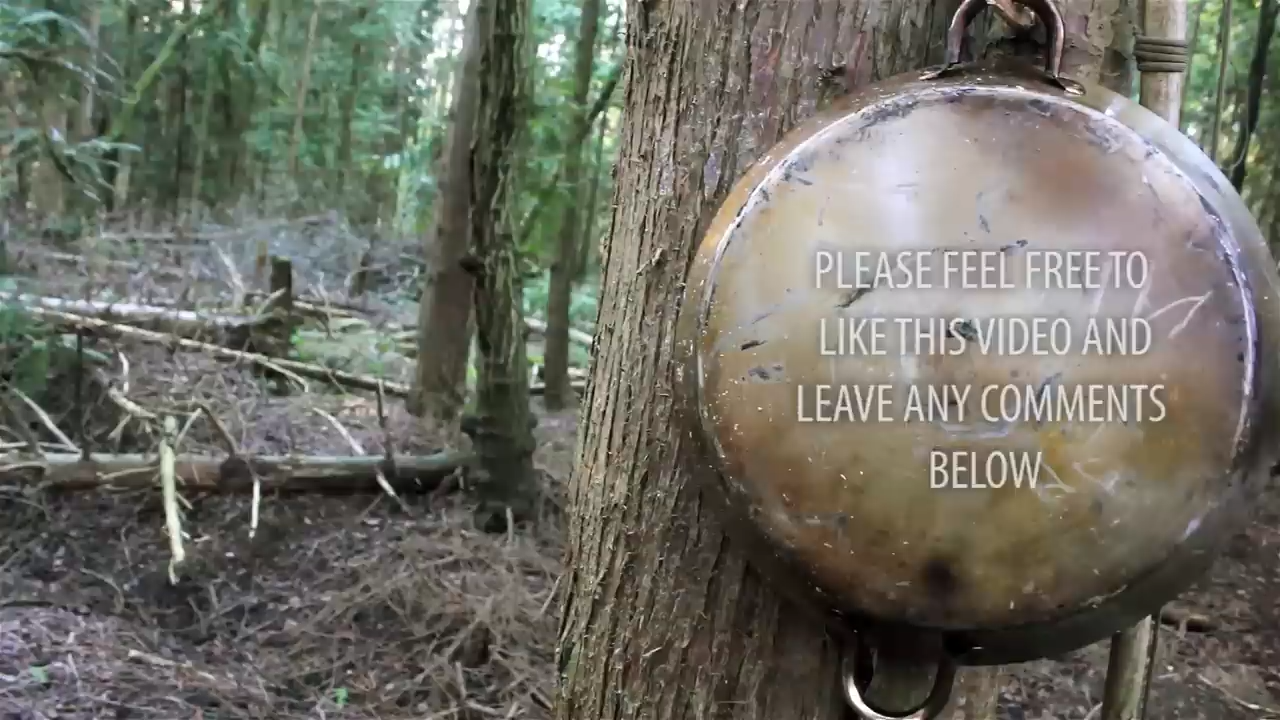 PLEASE FEEL FREE TO
LIKE THIS VIDEO AND
LEAVE ANY COMMENTS
BELOW